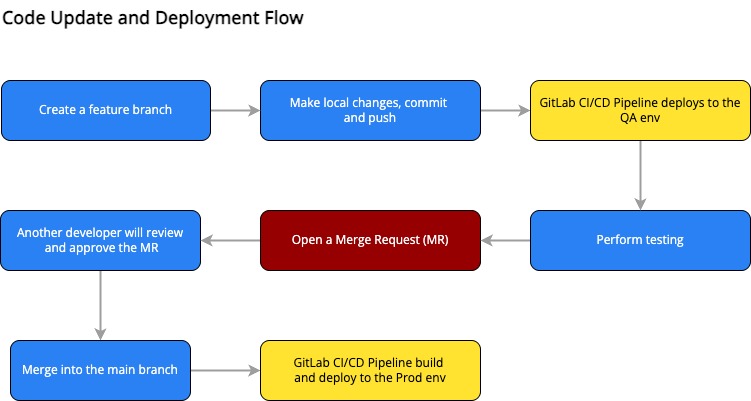 Code Update and Deployment Flow
Create a feature branch
Make local changes, commit
and push
GitLab CI/CD Pipeline deploys to the
QA env
Another developer will review
and approve the MR
Open a Merge Request (MR)
Perform testing
Merge into the main branch
GitLab CI/CD Pipeline build
and deploy to the Prod env